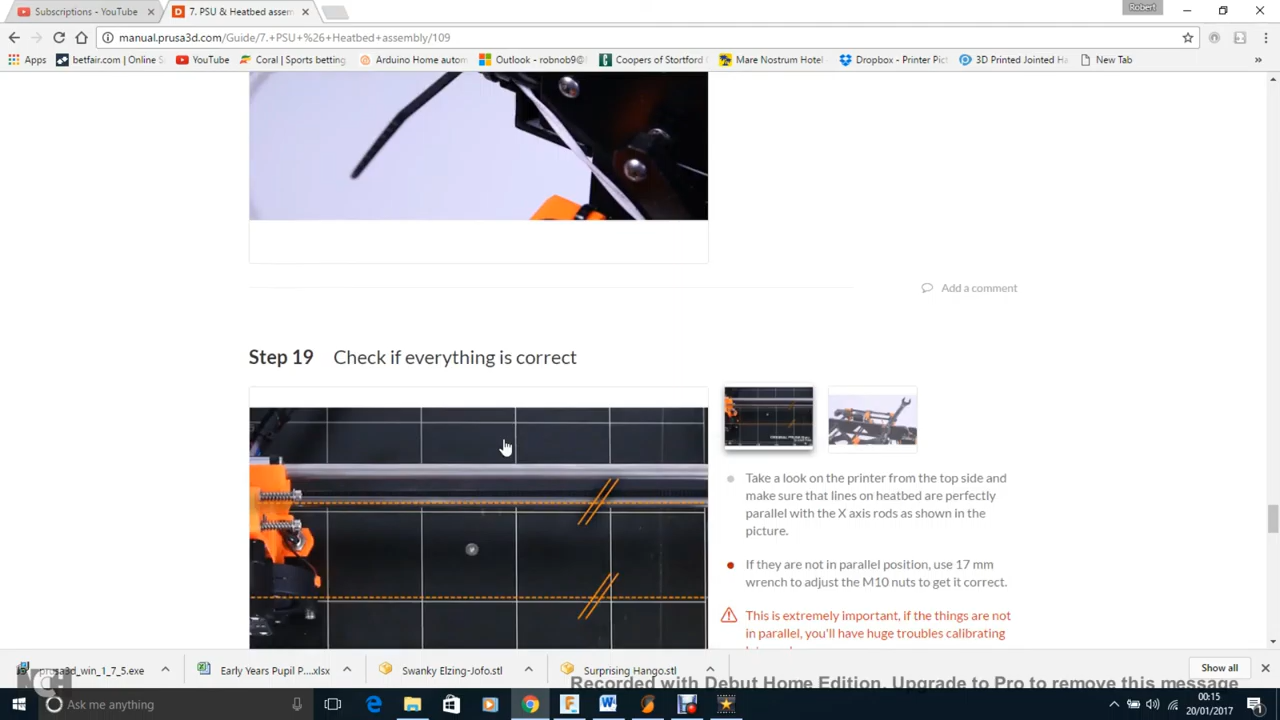 Subscriptions - YouTube
7. PSU & Heatbed assem
Robert
manual.prusa3d.com/Guide/7.+PSU+%26+Heatbed+assembly/109
Apps
betfair.com | Online S
YouTube
Coral | Sports betting
Arduino Home autom
Outlook - robnob9@
Coopers of Stortford
Mare Nostrum Hotel
Dropbox - Printer Pict
3D Printed Jointed Ha
New Tab
Add a comment
Step 19 Check if everything is correct
Take a look on the printer from the top side and
make sure that lines on heatbed are perfectly
parallel with the X axis rods as shown in the
picture.
If they are not in parallel position, use 17 mm
wrench to adjust the M10 nuts to get it correct.
This is extremely important, if the things are not
in parallel, you'll have huge troubles calibrating
prusa3d_win_1_7_5.exe
Early Years Pupil P....xlsx
Swanky Elzing-Jofo.stl
Surprising Hango.stl
Show all
Recorded with Debut Home Edition. Upgrade to Pro to remove this message
Ask me anything
00:15
20/01/2017